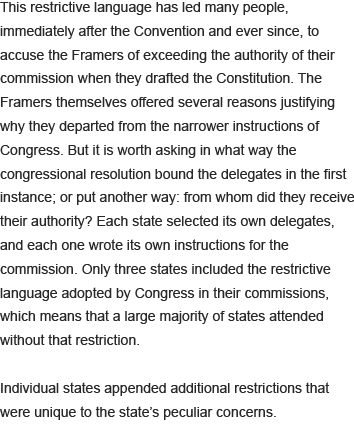 This restrictive language has led many people,
immediately after the Convention and ever since, to
accuse the Framers of exceeding the authority of their
commission when they drafted the Constitution. The
Framers themselves offered several reasons justifying
why they departed from the narrower instructions of
Congress. But it is worth asking in what way the
congressional resolution bound the delegates in the first
instance; or put another way: from whom did they receive
their authority? Each state selected its own delegates,
and each one wrote its own instructions for the
commission. Only three states included the restrictive
language adopted by Congress in their commissions,
which means that a large majority of states attended
without that restriction.
Individual states appended additional restrictions that
were unique to the state’s peculiar concerns.